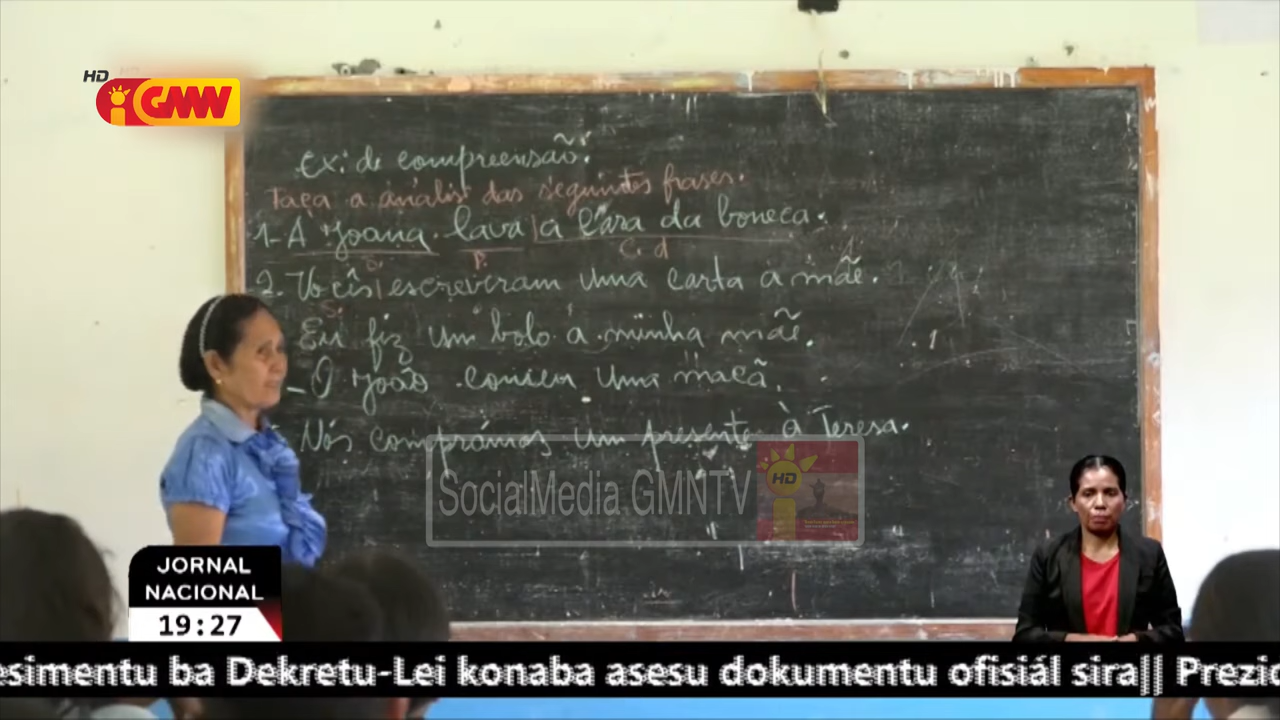 HD
GMN
ex: de compreensão:
Faça a análisi das seguintes frases.
1- A Joana lava a cara da boneca.
S. P. C. d
2. Vocês escreveram uma carta à mãe.
S.
Eu fiz um bolo à minha mãe.
- O João comeu uma maçã.
Nós comprámos um presente à Teresa.
SocialMedia GMNTV
HD
JORNAL
NACIONAL
19:27
esimentu ba Dekretu-Lei konaba asesu dokumentu ofisiál sira|| Prezid